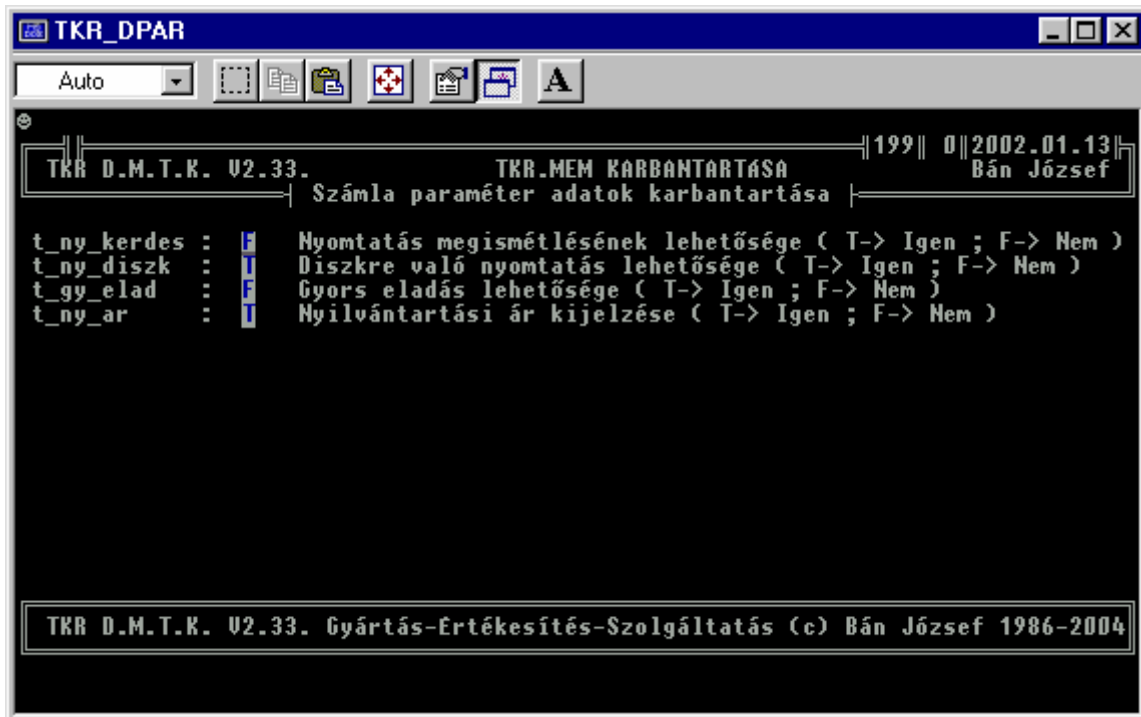 TKR_DPAR
Auto
A
199 0 2002.01.13
TKR D.M.T.K. V2.33. TKR.MEM KARBANTARTáSA Bán József
Számla paraméter adatok karbantartása
t_ny_kerdes : F Nyomtatás megismétlésének lehetősége ( T-> Igen ; F-> Nem )
t_ny_diszk : T Diszkre való nyomtatás lehetősége ( T-> Igen ; F-> Nem )
t_gy_elad : F Gyors eladás lehetősége ( T-> Igen ; F-> Nem )
t_ny_ar : T Nyilvántartási ár kijelzése ( T-> Igen ; F-> Nem )
TKR D.M.T.K. V2.33. Gyártás-Értékesítés-Szolgáltatás (c) Bán József 1986-2004